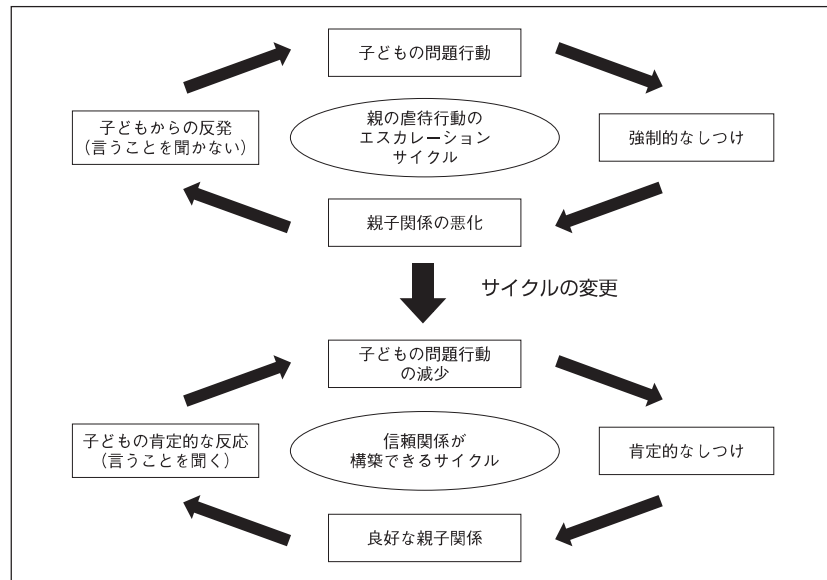 子どもの問題行動
子どもからの反発
（言うことを聞かない）
親の虐待行動の
エスカレーション
サイクル
強制的なしつけ
親子関係の悪化
サイクルの変更
子どもの問題行動
の減少
子どもの肯定的な反応
（言うことを聞く）
信頼関係が
構築できるサイクル
肯定的なしつけ
良好な親子関係